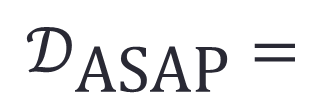 𝒟ASAP =